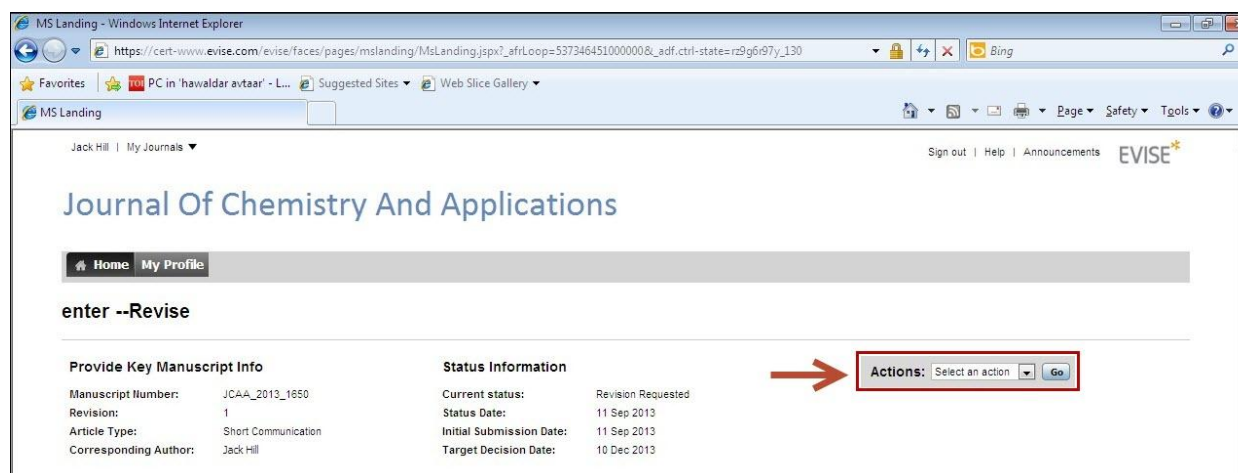 MS Landing - Windows Internet Explorer
https://cert-www.evise.com/evise/faces/pages/mslanding/MsLanding.jspx?_afrLoop=537346451000000&_adf.ctrl-state=rz9g6r97y_130
Bing
Favorites TOI PC in 'hawaldar avtaar' - L... Suggested Sites Web Slice Gallery
MS Landing Page Safety Tools
Jack Hill | My Journals Sign out | Help | Announcements EVISE
Journal Of Chemistry And Applications
Home My Profile
enter --Revise
Provide Key Manuscript Info Status Information Actions: Select an action Go
Manuscript Number: JCAA_2013_1650 Current status: Revision Requested
Revision: 1 Status Date: 11 Sep 2013
Article Type: Short Communication Initial Submission Date: 11 Sep 2013
Corresponding Author: Jack Hill Target Decision Date: 10 Dec 2013